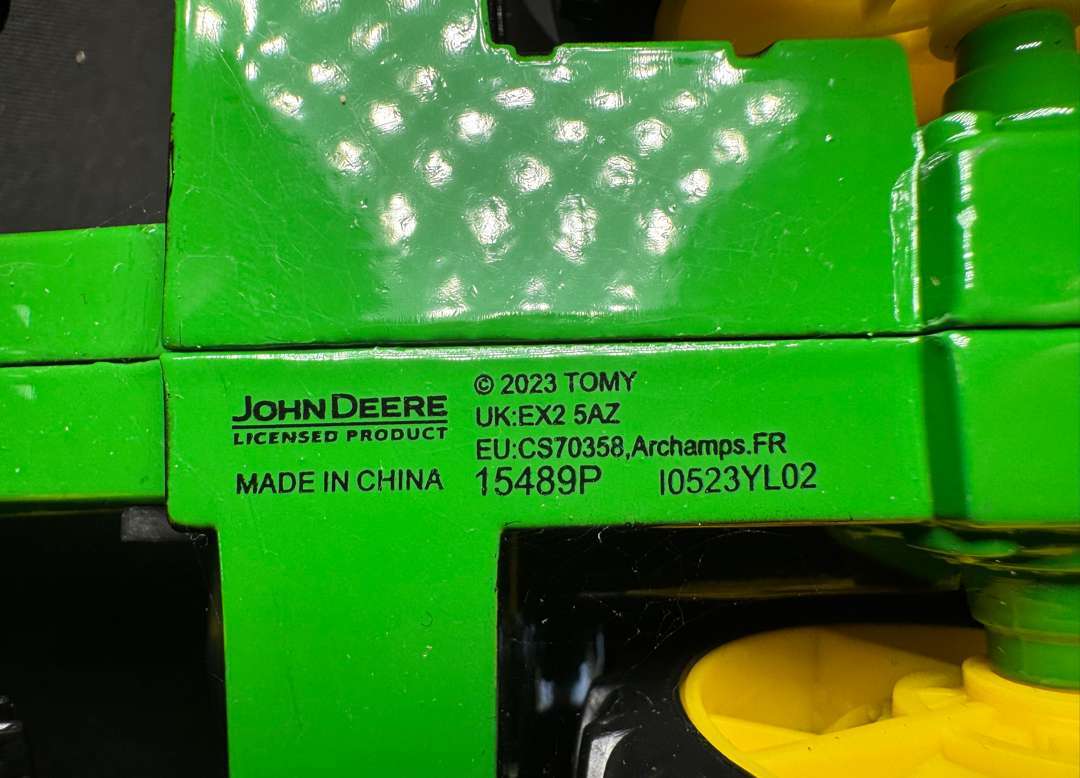 JOHN DEERE
LICENSED PRODUCT
MADE IN CHINA
© 2023 TOMY
UK:EX2 5AZ
EU:CS70358,Archamps.FR
15489P I0523YL02